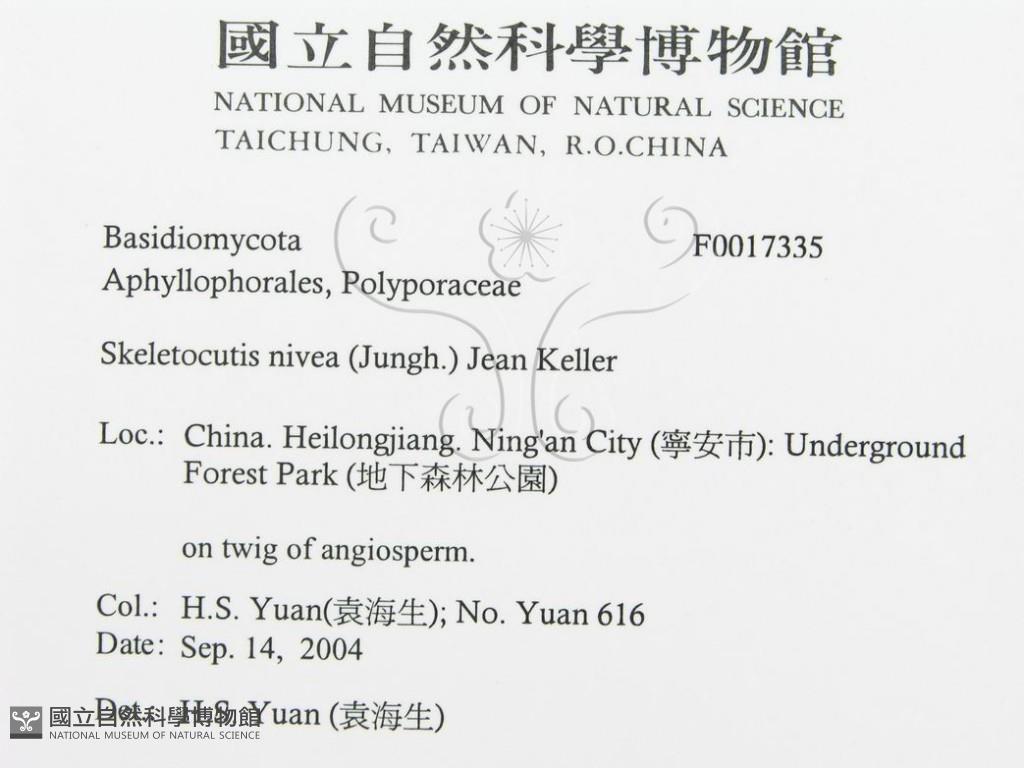 國立自然科學博物館
NATIONAL MUSEUM OF NATURAL SCIENCE
TAICHUNG, TAIWAN, R.O.CHINA
Basidiomycota F0017335
Aphyllophorales, Polyporaceae
Skeletocutis nivea (Jungh.) Jean Keller
Loc.: China. Heilongjiang. Ning'an City (寧安市): Underground
Forest Park (地下森林公園)
on twig of angiosperm.
Col.: H.S. Yuan(袁海生); No. Yuan 616
Date: Sep. 14, 2004
Det.: H.S. Yuan (袁海生)
國立自然科學博物館
NATIONAL MUSEUM OF NATURAL SCIENCE